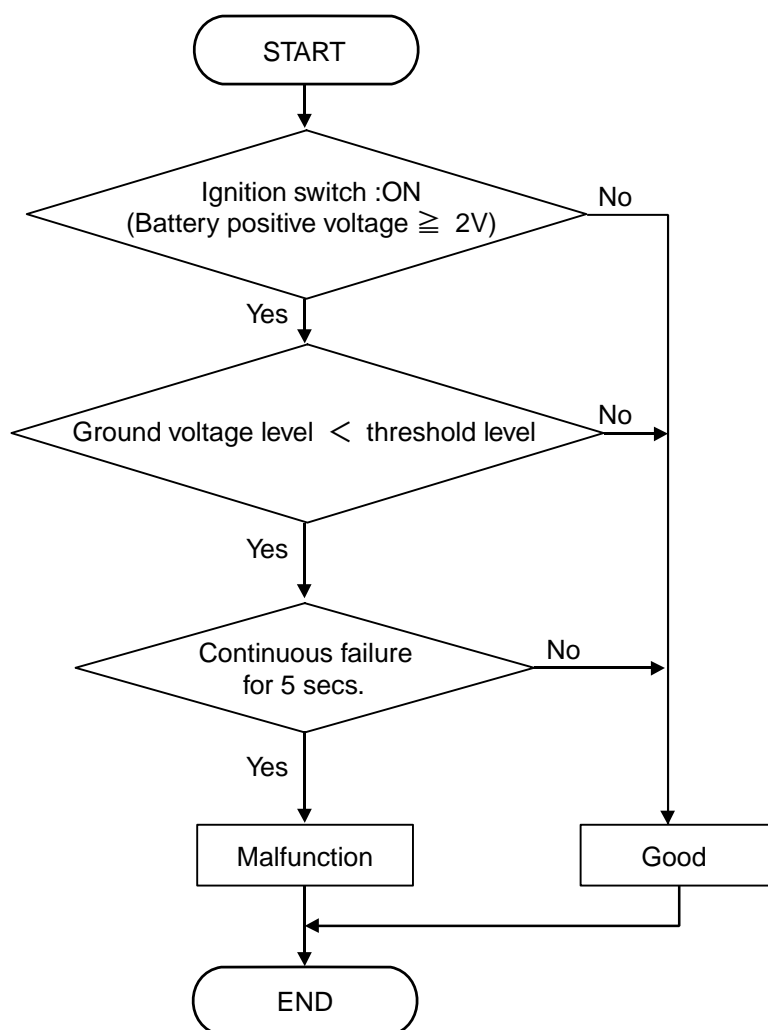 START
Ignition switch :ON
(Battery positive voltage ≧ 2V)
No
Yes
Ground voltage level ＜ threshold level
No
Yes
Continuous failure
for 5 secs.
No
Yes
Malfunction
Good
END